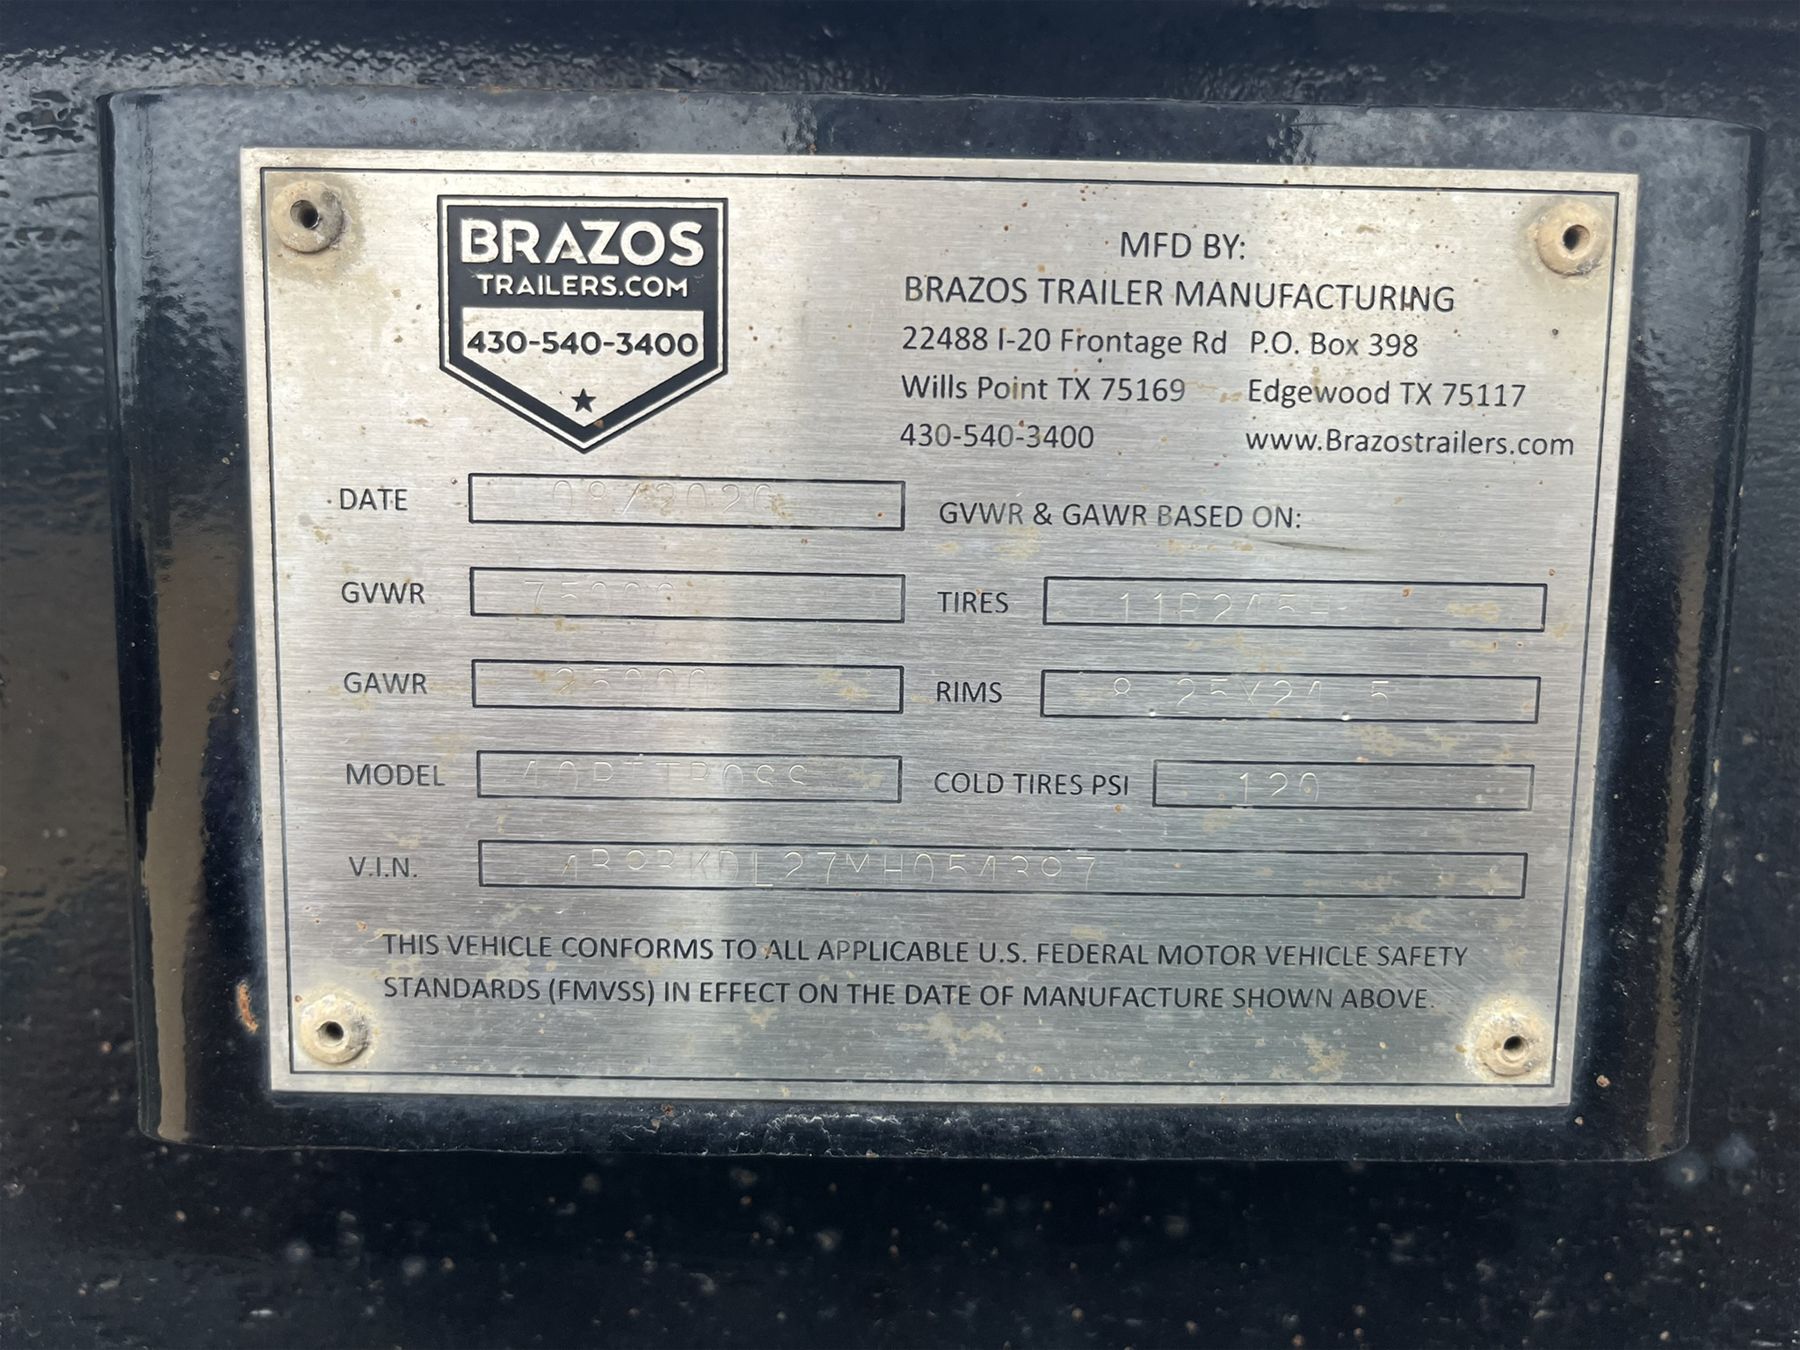 BRAZOS
TRAILERS.COM
430-540-3400
MFD BY:
BRAZOS TRAILER MANUFACTURING
22488 I-20 Frontage Rd P.O. Box 398
Wills Point TX 75169 Edgewood TX 75117
430-540-3400 www.Brazostrailers.com
DATE 09/2020
GVWR & GAWR BASED ON:
GVWR 75000
TIRES
GAWR 25000
RIMS 8.25X24.5
MODEL
COLD TIRES PSI 120
V.I.N.
THIS VEHICLE CONFORMS TO ALL APPLICABLE U.S. FEDERAL MOTOR VEHICLE SAFETY
STANDARDS (FMVSS) IN EFFECT ON THE DATE OF MANUFACTURE SHOWN ABOVE.